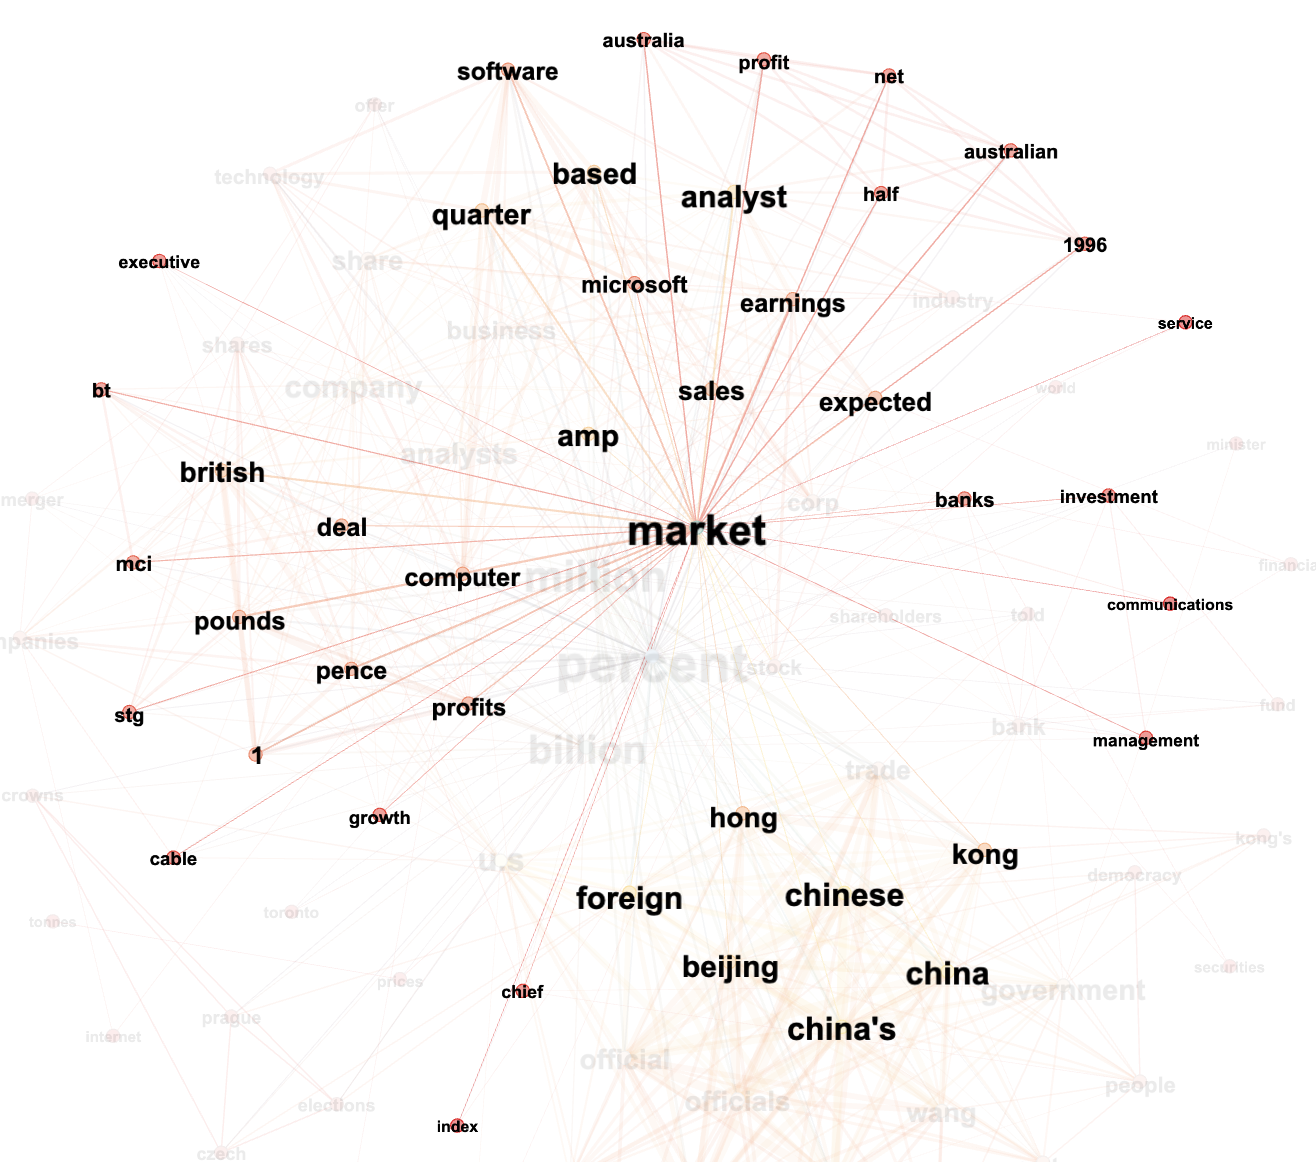 australia
profit
software
net
offer
australian
based
technology
analyst
half
quarter
1996
share
executive
microsoft
earnings
industry
service
business
shares
company
world
bt
sales
expected
amp
minister
analysts
british
merger
banks
investment
corp
deal
market
mci
financia
computer
million
communications
shareholders
told
pounds
mpanies
percent
stock
pence
fund
profits
stg
bank
management
1
billion
trade
crowns
growth
hong
kong's
kong
cable
u.s
democracy
chinese
foreign
toronto
tonnes
beijing
securities
china
prices
government
chief
prague
china's
internet
official
people
officials
elections
wang
index
czech